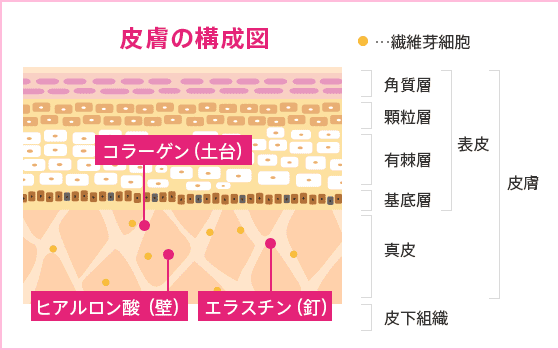 皮膚の構成図
…繊維芽細胞
角質層
顆粒層
有棘層
基底層
表皮
真皮
皮膚
皮下組織
コラーゲン(土台)
ヒアルロン酸(壁)
エラスチン(釘)